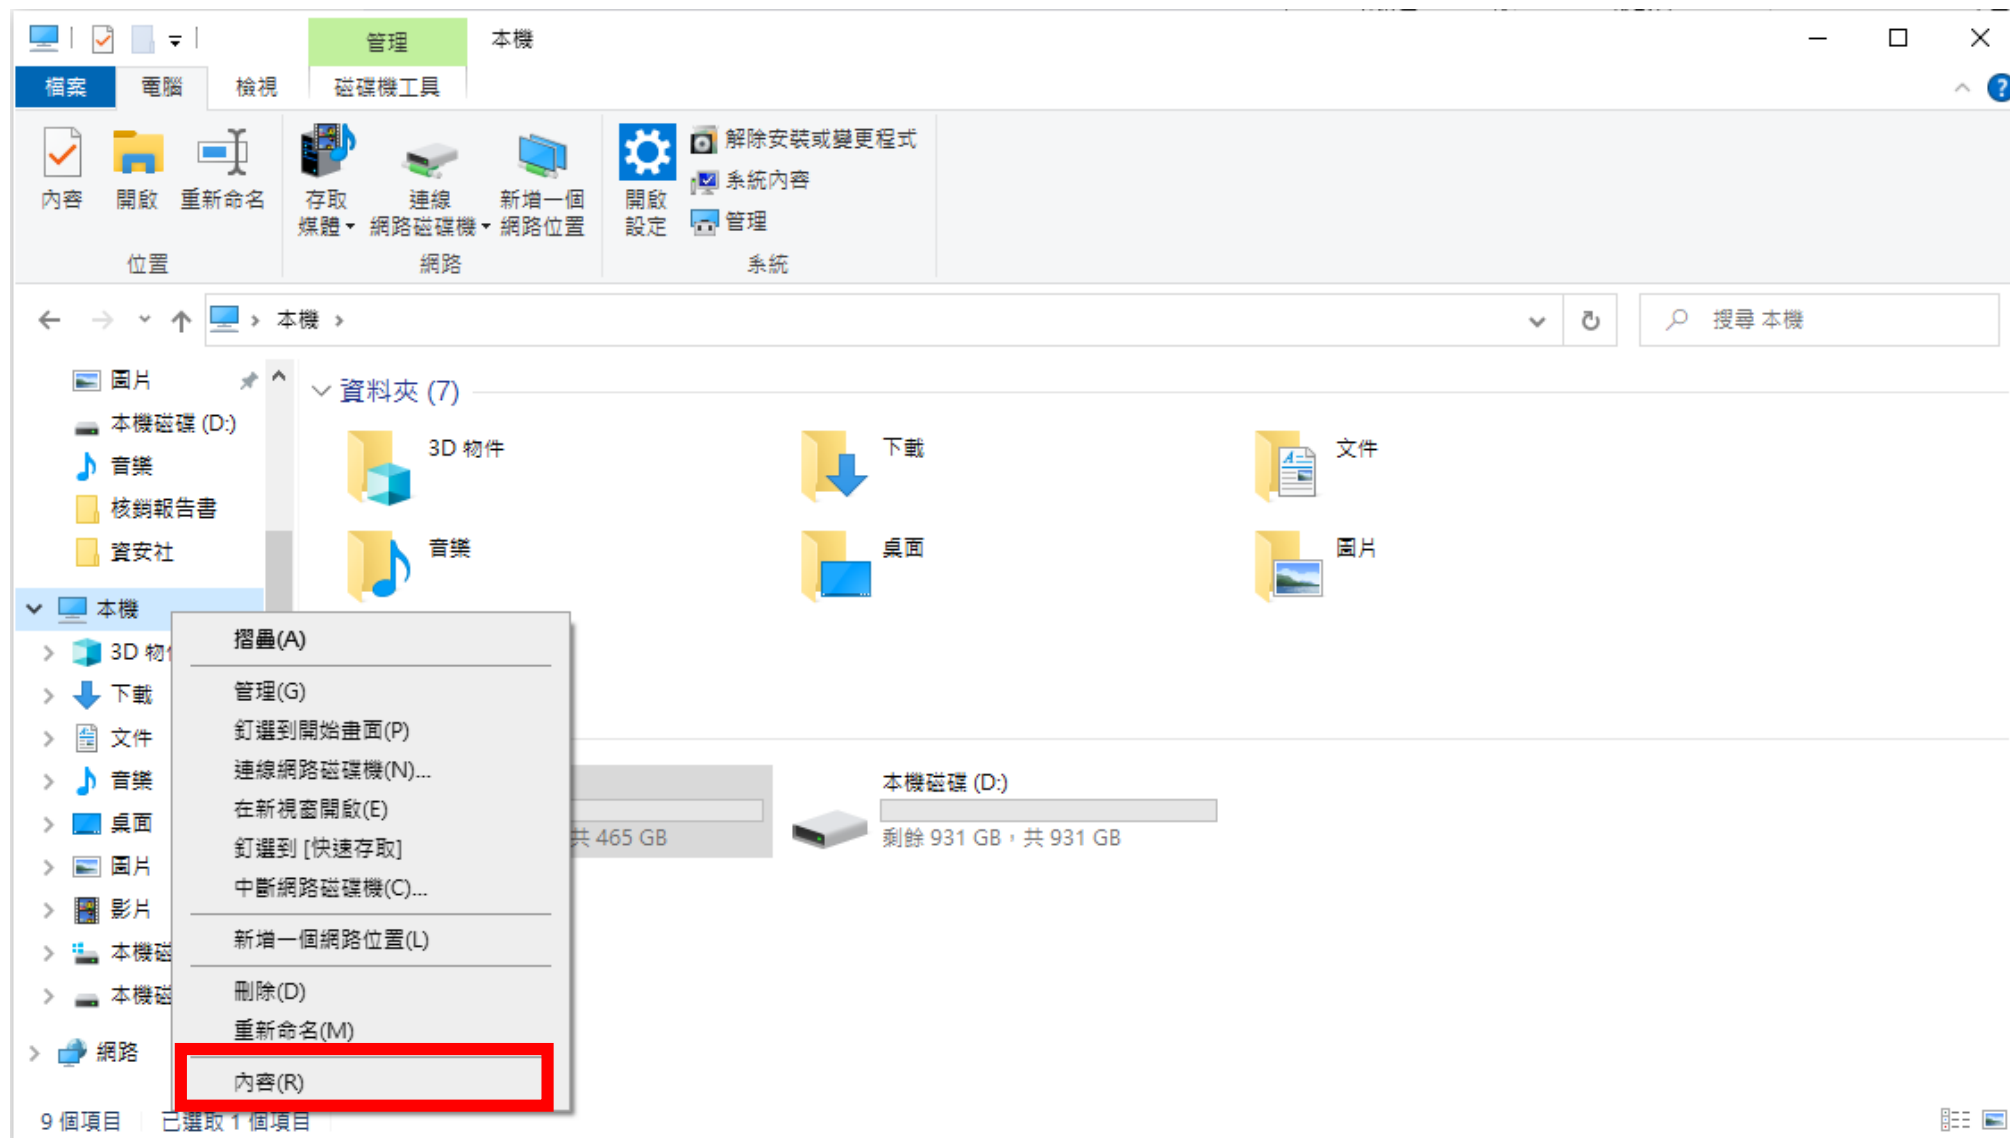 管理
本機
檔案
電腦
檢視
磁碟機工具
內容
開啟
重新命名
存取
媒體
連線
網路磁碟機
新增一個
網路位置
開啟
設定
解除安裝或變更程式
系統內容
管理
位置
網路
系統
本機
搜尋 本機
圖片
本機磁碟 (D:)
音樂
核銷報告書
資安社
本機
3D 物
下載
文件
音樂
桌面
圖片
影片
本機磁
本機磁
網路
資料夾 (7)
3D 物件
下載
文件
音樂
桌面
圖片
共 465 GB
本機磁碟 (D:)
剩餘 931 GB，共 931 GB
摺疊(A)
管理(G)
釘選到開始畫面(P)
連線網路磁碟機(N)...
在新視窗開啟(E)
釘選到 [快速存取]
中斷網路磁碟機(C)...
新增一個網路位置(L)
刪除(D)
重新命名(M)
內容(R)
9 個項目
已選取 1 個項目